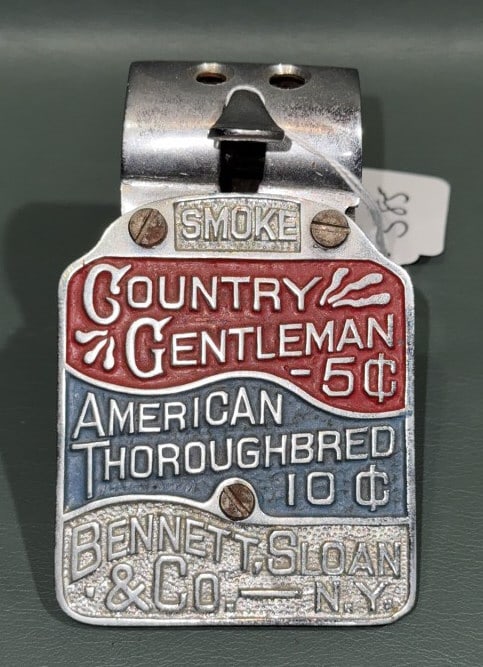 SMOKE
COUNTRY
GENTLEMAN
-5¢
AMERICAN
THOROUGHBRED
10 ¢
BENNETT, SLOAN
& CO. — N.Y.